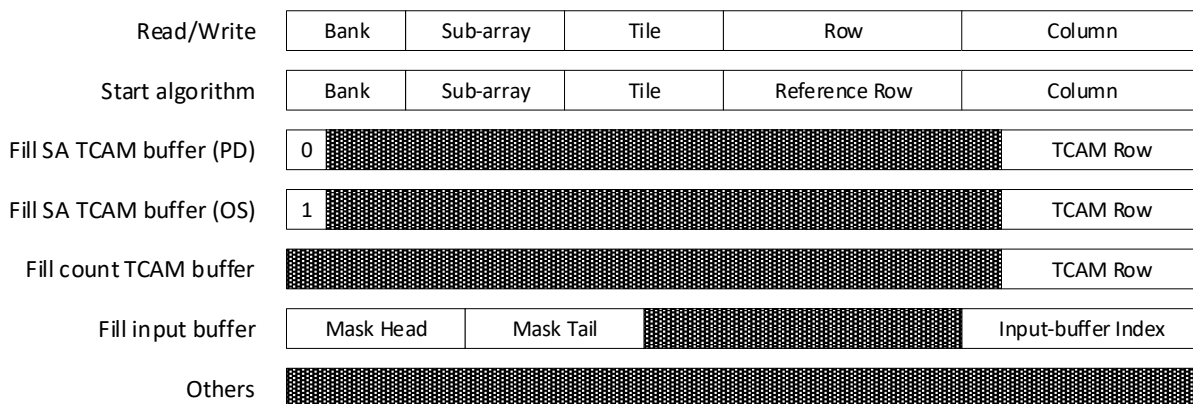 Read/Write Bank Sub-array Tile Row Column
Start algorithm Bank Sub-array Tile Reference Row Column
Fill SA TCAM buffer (PD) 0 TCAM Row
Fill SA TCAM buffer (OS) 1 TCAM Row
Fill count TCAM buffer TCAM Row
Fill input buffer Mask Head Mask Tail Input-buffer Index
Others